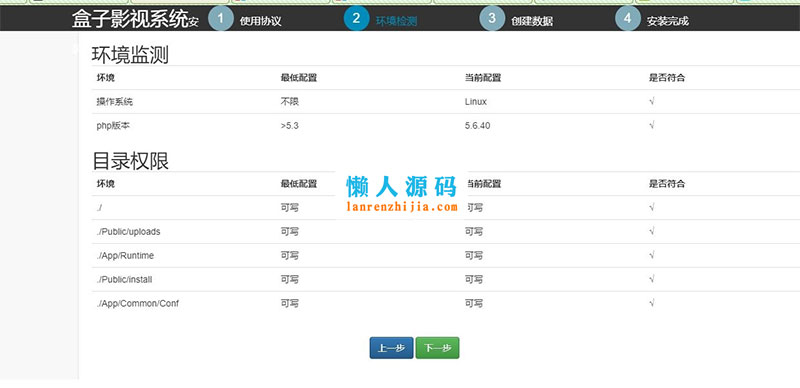 盒子影视系统安 1 使用协议 2 环境检测 3 创建数据 4 安装完成
环境监测
坏境 最低配置 当前配置 是否符合
操作系统 不限 Linux √
php版本 >5.3 5.6.40 √
目录权限
坏境 最低配置 当前配置 是否符合
./ 可写 可写 √
./Public/uploads 可写 可写 √
./App/Runtime 可写 可写 √
./Public/install 可写 可写 √
./App/Common/Conf 可写 可写 √
懒人源码
lanrenzhijia.com
上一步 下一步